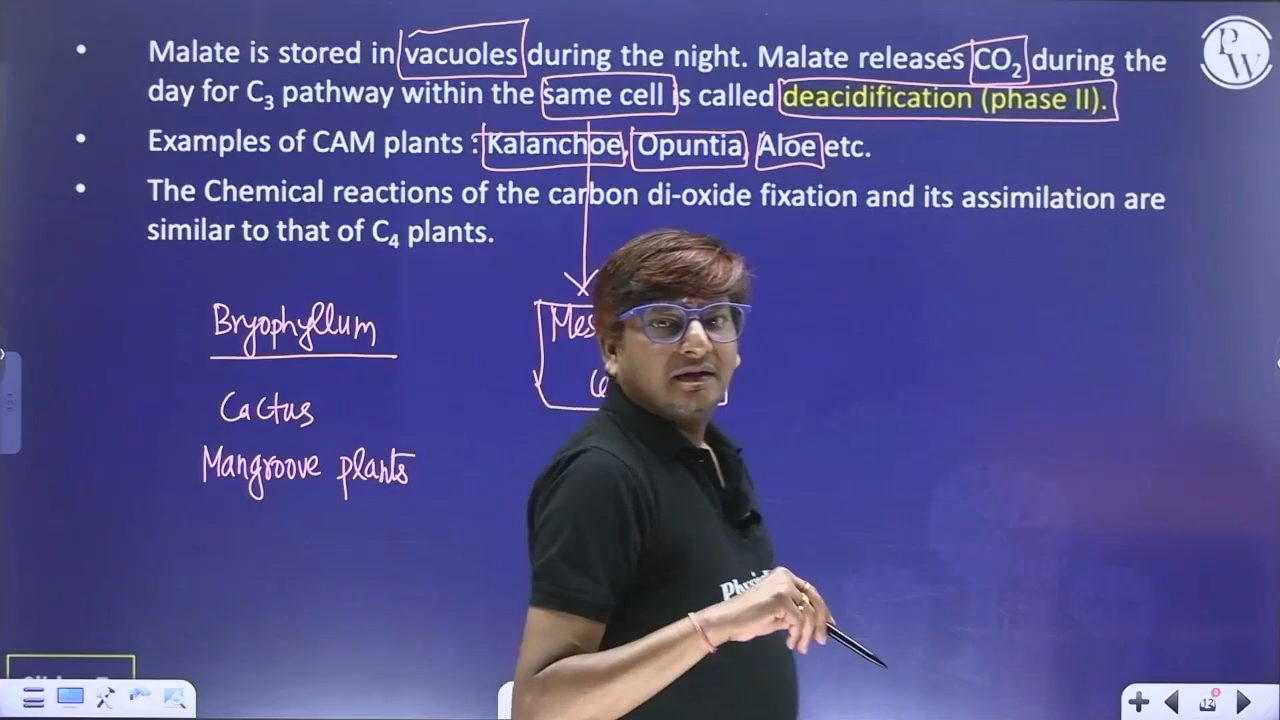 Malate is stored in vacuoles during the night. Malate releases CO₂ during the
day for C₃ pathway within the same cell is called deacidification (phase II).
Examples of CAM plants : Kalanchoe, Opuntia, Aloe etc.
The Chemical reactions of the carbon di-oxide fixation and its assimilation are
similar to that of C₄ plants.
PW
Bryophyllum
Cactus
Mangroove plants
12